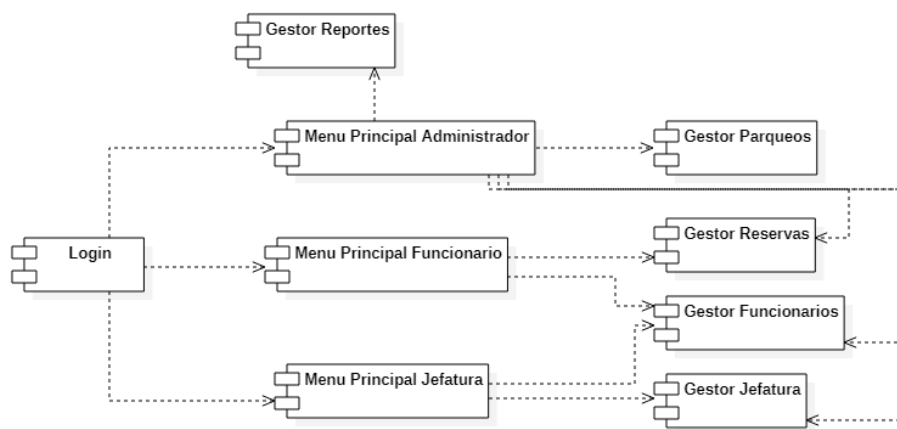 Gestor Reportes
Menu Principal Administrador
Gestor Parqueos
Gestor Reservas
Login
Menu Principal Funcionario
Gestor Funcionarios
Menu Principal Jefatura
Gestor Jefatura